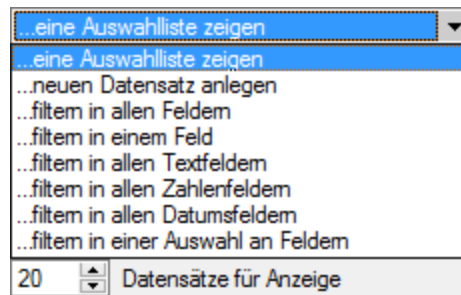 ...eine Auswahlliste zeigen
...eine Auswahlliste zeigen
...neuen Datensatz anlegen
...filtern in allen Feldern
...filtern in einem Feld
...filtern in allen Textfeldern
...filtern in allen Zahlenfeldern
...filtern in allen Datumsfeldern
...filtern in einer Auswahl an Feldern
20 Datensätze für Anzeige